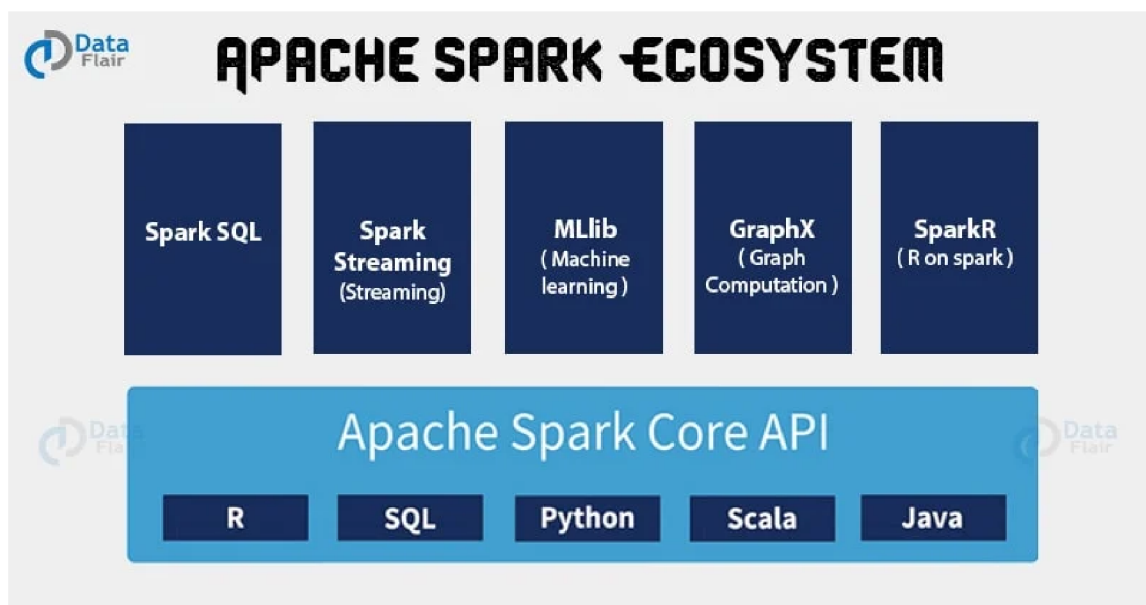 Data
Flair
APACHE SPARK ECOSYSTEM
Spark SQL
Spark
Streaming
(Streaming)
MLlib
( Machine
learning )
GraphX
( Graph
Computation )
SparkR
( R on spark )
Apache Spark Core API
Data
Flair
Data
Flair
R
SQL
Python
Scala
Java